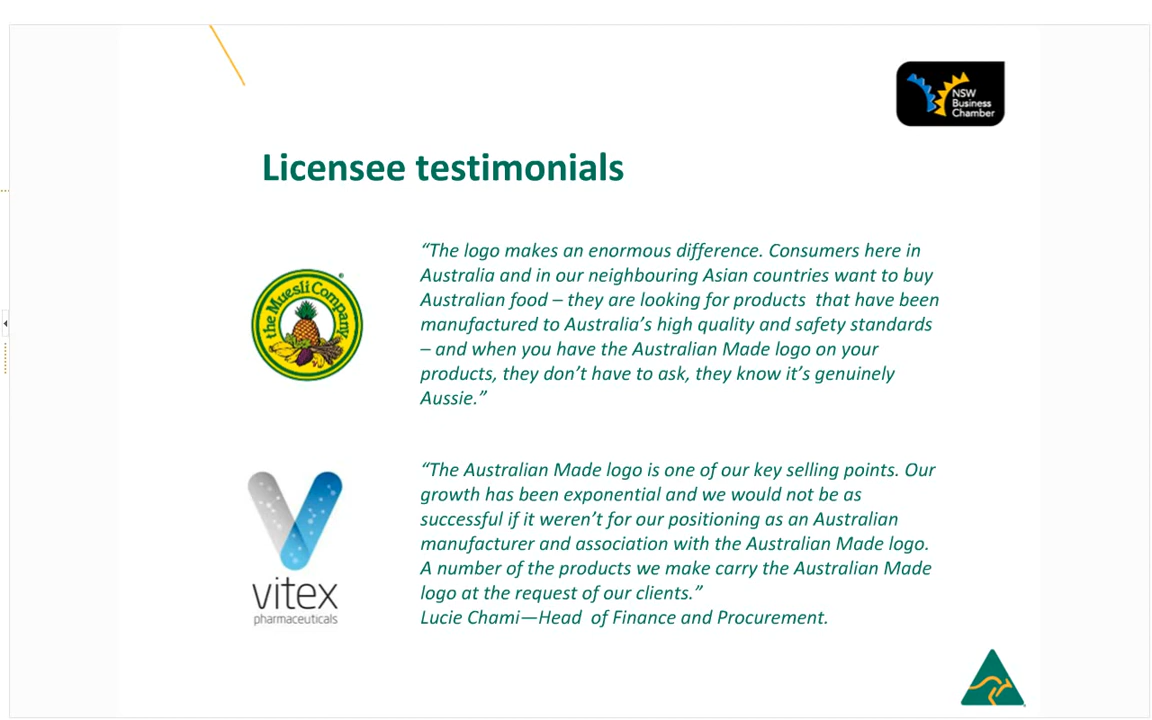 NSW
Business
Chamber
Licensee testimonials
the Muesli Company
®
“The logo makes an enormous difference. Consumers here in
Australia and in our neighbouring Asian countries want to buy
Australian food – they are looking for products  that have been
manufactured to Australia’s high quality and safety standards
– and when you have the Australian Made logo on your
products, they don’t have to ask, they know it’s genuinely
Aussie.”
vitex
pharmaceuticals
“The Australian Made logo is one of our key selling points. Our
growth has been exponential and we would not be as
successful if it weren’t for our positioning as an Australian
manufacturer and association with the Australian Made logo.
A number of the products we make carry the Australian Made
logo at the request of our clients.”
Lucie Chami—Head  of Finance and Procurement.